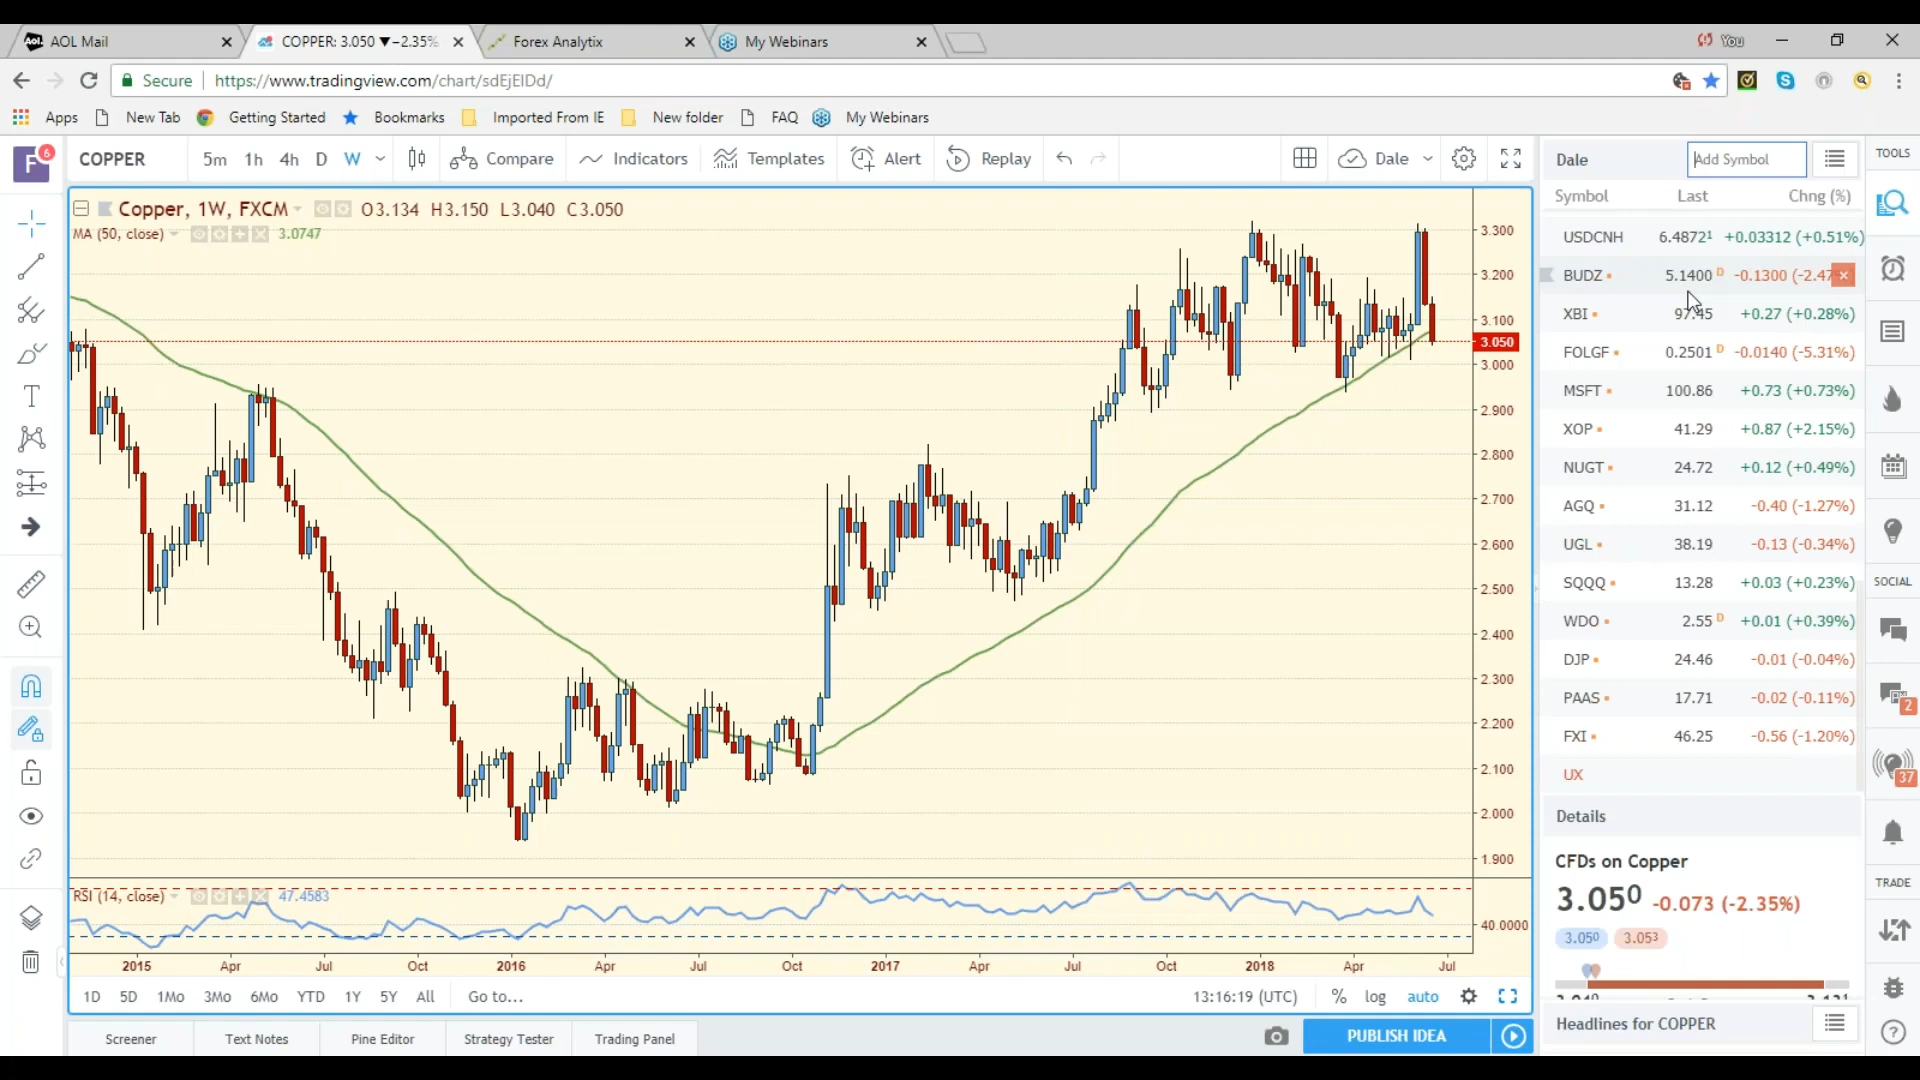 AOL Mail
COPPER: 3.050 ▼−2.35%
Forex Analytix
My Webinars
You
Secure
https://www.tradingview.com/chart/sdEjElDd/
Apps
New Tab
Getting Started
Bookmarks
Imported From IE
New folder
FAQ
My Webinars
F
6
COPPER
5m 1h 4h D W
Compare
Indicators
Templates
Alert
Replay
Dale
Dale
Add Symbol
TOOLS
Symbol Last Chng (%)
Copper, 1W, FXCM O3.134 H3.150 L3.040 C3.050
MA (50, close) 3.0747
USDCNH 6.4872¹ +0.03312 (+0.51%)
BUDZ 5.1400 D -0.1300 (-2.47
XBI 97.45 +0.27 (+0.28%)
FOLGF 0.2501 D -0.0140 (-5.31%)
MSFT 100.86 +0.73 (+0.73%)
XOP 41.29 +0.87 (+2.15%)
NUGT 24.72 +0.12 (+0.49%)
AGQ 31.12 -0.40 (-1.27%)
UGL 38.19 -0.13 (-0.34%)
SQQQ 13.28 +0.03 (+0.23%)
WDO 2.55 D +0.01 (+0.39%)
DJP 24.46 -0.01 (-0.04%)
PAAS 17.71 -0.02 (-0.11%)
FXI 46.25 -0.56 (-1.20%)
UX
3.300
3.200
3.100
3.050
3.000
2.900
2.800
2.700
2.600
2.500
2.400
2.300
2.200
2.100
2.000
1.900
RSI (14, close) 47.4583
40.0000
2015 Apr Jul Oct 2016 Apr Jul Oct 2017 Apr Jul Oct 2018 Apr Jul
1D 5D 1Mo 3Mo 6Mo YTD 1Y 5Y All Go to...
13:16:19 (UTC) % log auto
Screener
Text Notes
Pine Editor
Strategy Tester
Trading Panel
PUBLISH IDEA
Details
CFDs on Copper
3.05⁰ -0.073 (-2.35%)
3.05⁰ 3.05³
Headlines for COPPER
SOCIAL
2
37
TRADE